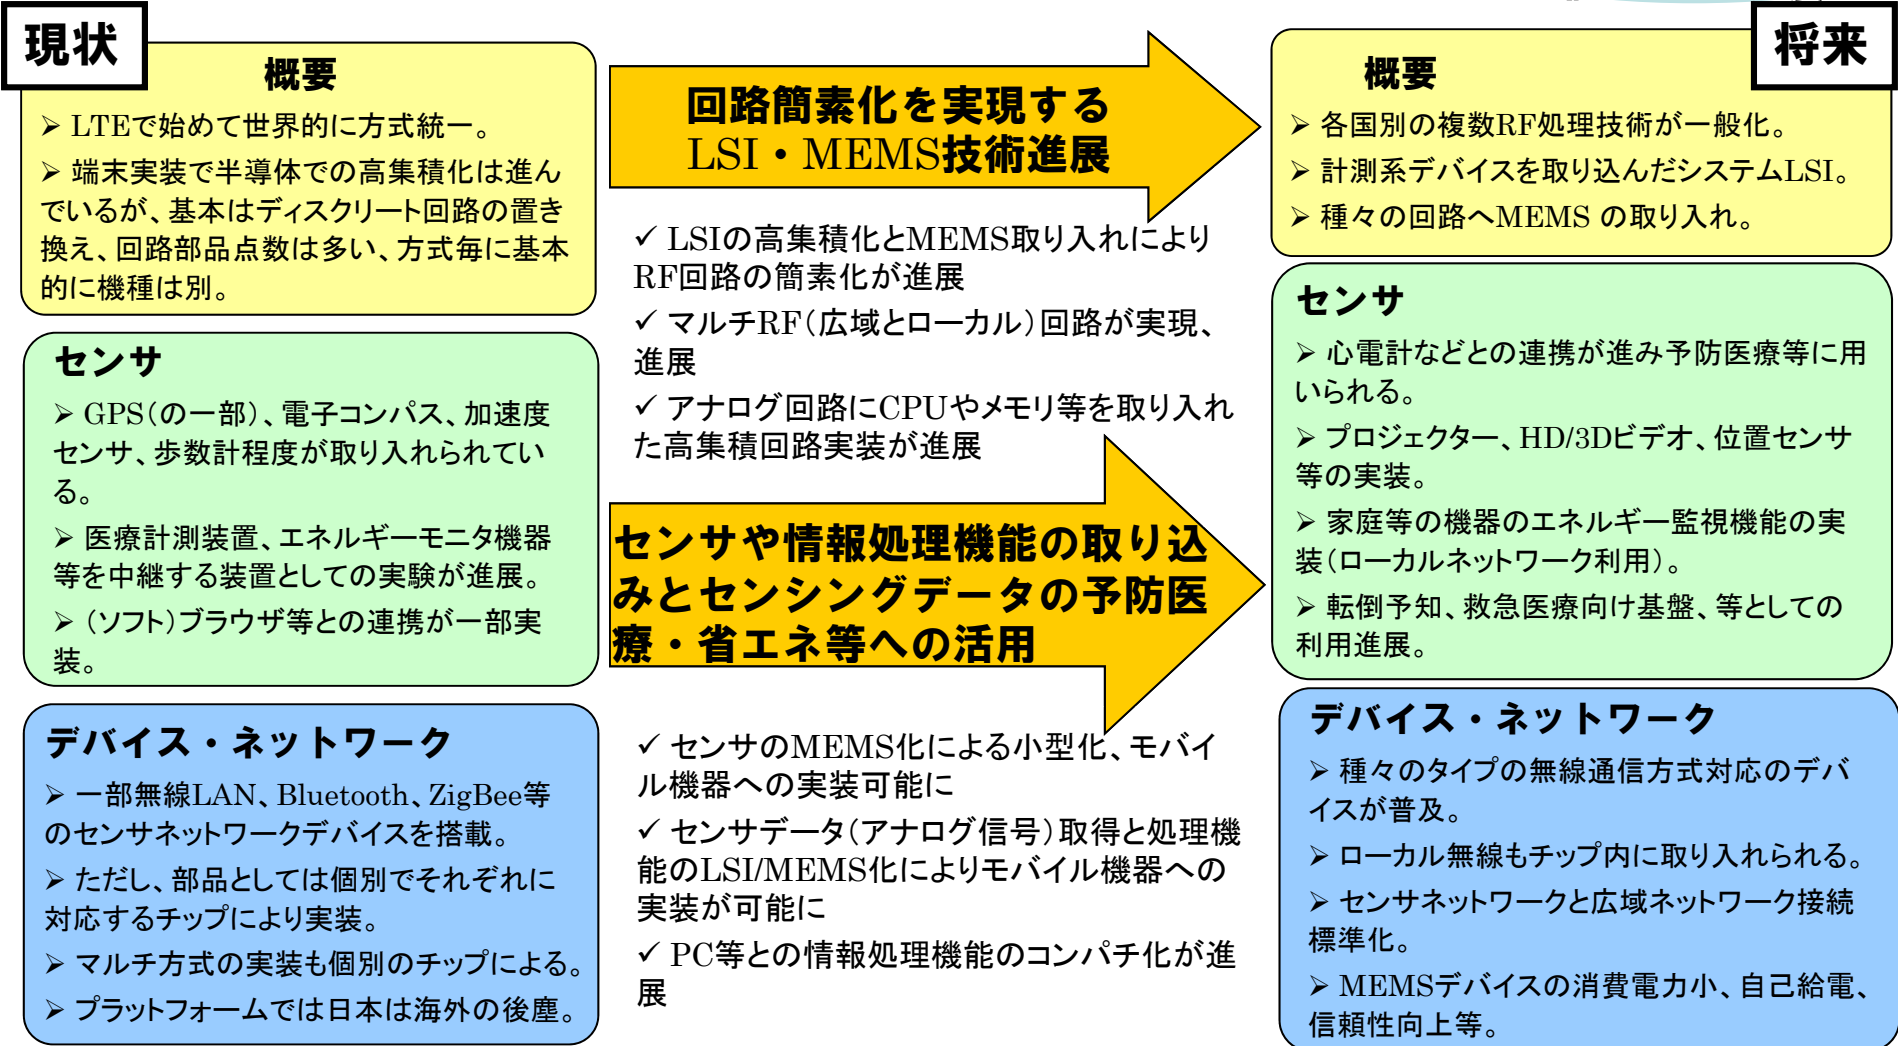 現状
概要
➢ LTEで始めて世界的に方式統一。
➢ 端末実装で半導体での高集積化は進ん
でいるが、基本はディスクリート回路の置き
換え、回路部品点数は多い、方式毎に基本
的に機種は別。
センサ
➢ GPS(の一部)、電子コンパス、加速度
センサ、歩数計程度が取り入れられてい
る。
➢ 医療計測装置、エネルギーモニタ機器
等を中継する装置としての実験が進展。
➢ (ソフト)ブラウザ等との連携が一部実
装。
デバイス・ネットワーク
➢ 一部無線LAN、Bluetooth、ZigBee等
のセンサネットワークデバイスを搭載。
➢ ただし、部品としては個別でそれぞれに
対応するチップにより実装。
➢ マルチ方式の実装も個別のチップによる。
➢ プラットフォームでは日本は海外の後塵。
回路簡素化を実現する
LSI・MEMS技術進展
✓ LSIの高集積化とMEMS取り入れにより
RF回路の簡素化が進展
✓ マルチRF(広域とローカル)回路が実現、
進展
✓ アナログ回路にCPUやメモリ等を取り入れ
た高集積回路実装が進展
センサや情報処理機能の取り込
みとセンシングデータの予防医
療・省エネ等への活用
✓ センサのMEMS化による小型化、モバイ
ル機器への実装可能に
✓ センサデータ(アナログ信号)取得と処理機
能のLSI/MEMS化によりモバイル機器への
実装が可能に
✓ PC等との情報処理機能のコンパチ化が進
展
将来
概要
➢ 各国別の複数RF処理技術が一般化。
➢ 計測系デバイスを取り込んだシステムLSI。
➢ 種々の回路へMEMS の取り入れ。
センサ
➢ 心電計などとの連携が進み予防医療等に用
いられる。
➢ プロジェクター、HD/3Dビデオ、位置センサ
等の実装。
➢ 家庭等の機器のエネルギー監視機能の実
装(ローカルネットワーク利用)。
➢ 転倒予知、救急医療向け基盤、等としての
利用進展。
デバイス・ネットワーク
➢ 種々のタイプの無線通信方式対応のデバ
イスが普及。
➢ ローカル無線もチップ内に取り入れられる。
➢ センサネットワークと広域ネットワーク接続
標準化。
➢ MEMSデバイスの消費電力小、自己給電、
信頼性向上等。